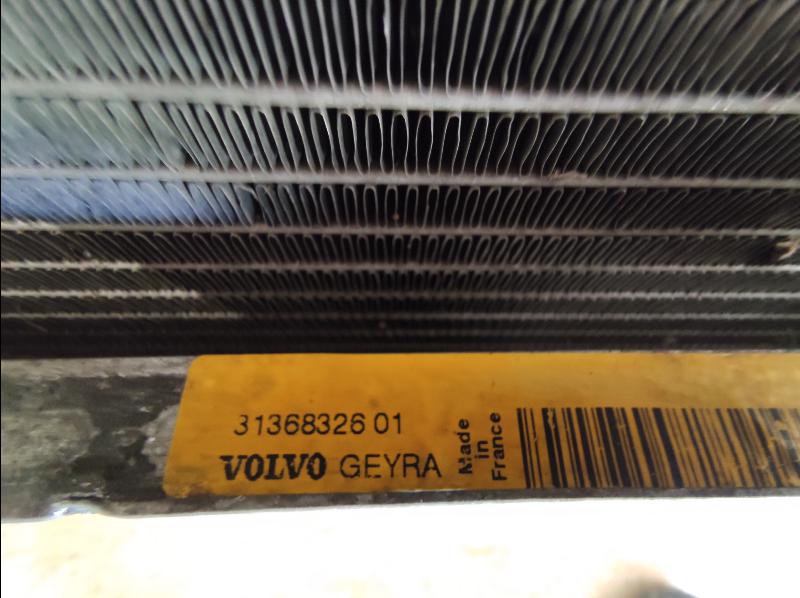 31368326 01
VOLVO GEYRA
Made
in
France